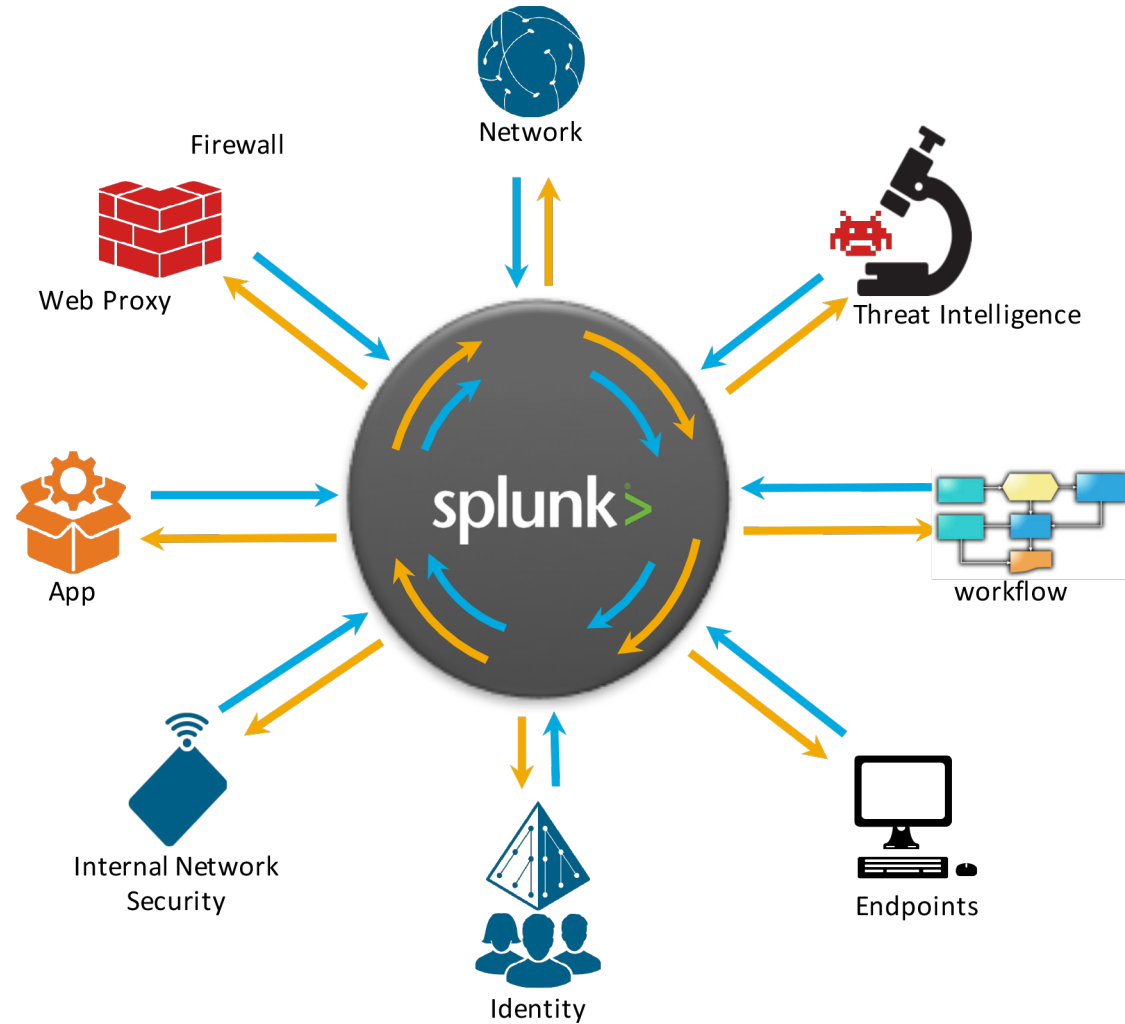 Network
Firewall
Web Proxy
Threat Intelligence
splunk>
App
workflow
Internal Network
Security
Endpoints
Identity